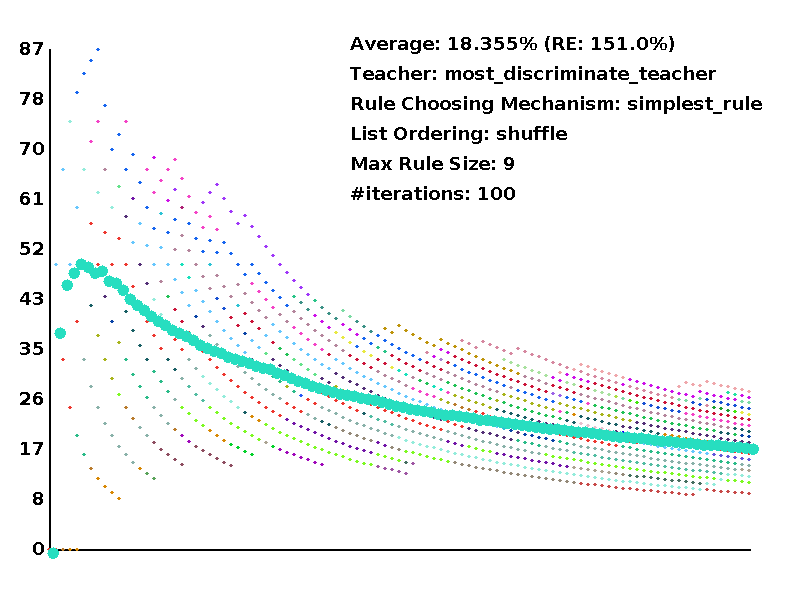 Average: 18.355% (RE: 151.0%)
Teacher: most_discriminate_teacher
Rule Choosing Mechanism: simplest_rule
List Ordering: shuffle
Max Rule Size: 9
#iterations: 100
87
78
70
61
52
43
35
26
17
8
0